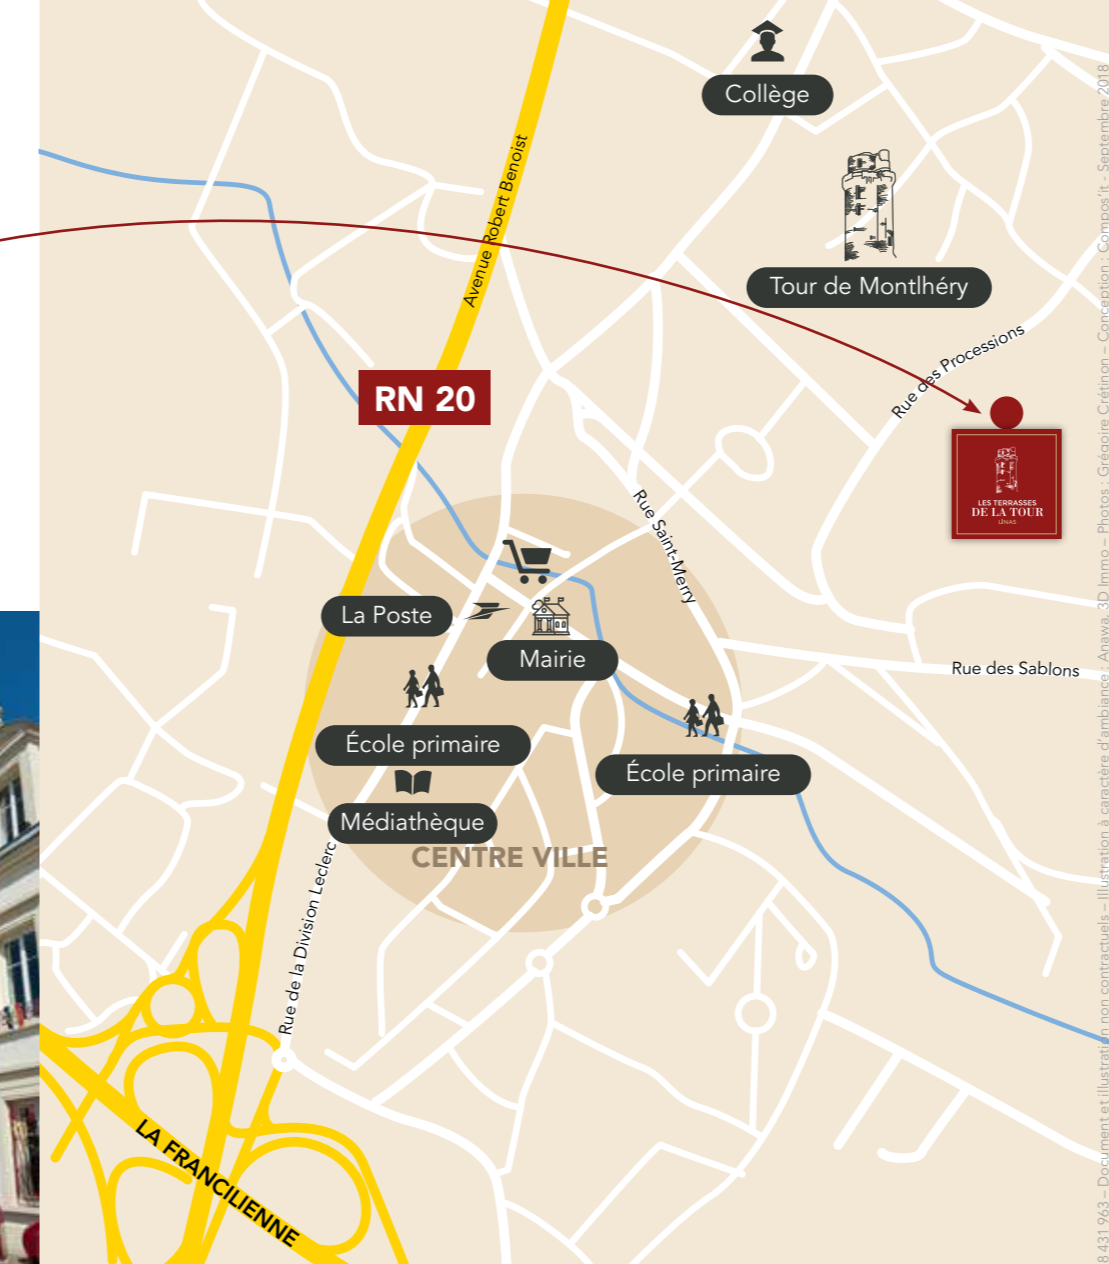 Collège
Avenue Robert Benoist
Tour de Montlhéry
Rue des Processions
RN 20
LES TERRASSES
DE LA TOUR
LINAS
Rue Saint-Merry
La Poste
Mairie
Rue des Sablons
École primaire
École primaire
Médiathèque
CENTRE VILLE
Rue de la Division Leclerc
LA FRANCILIENNE
8 431 963 – Document et illustration non contractuels – Illustration à caractère d'ambiance : Anawa, 3D Immo – Photos : Grégoire Crétinon – Conception : Compos'it - Septembre 2018